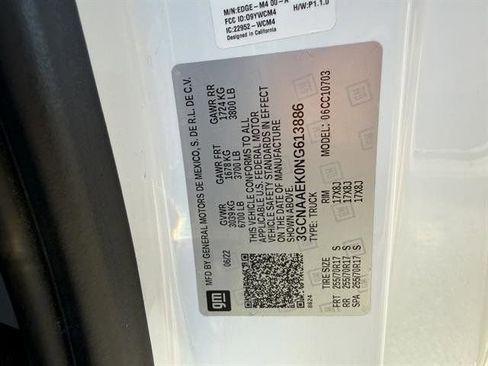 M/N:EDGE-M4 00-A
FCC ID:O9YWCM4
IC:22952-WCM4
Designed in California
H/W:P1.1.0
MFD BY GENERAL MOTORS DE MEXICO, S. DE R.L. DE C.V.
06/22
GVWR
3039 KG
6700 LB
GAWR FRT
1678 KG
3700 LB
GAWR RR
1724 KG
3800 LB
THIS VEHICLE CONFORMS TO ALL
APPLICABLE U.S. FEDERAL MOTOR
VEHICLE SAFETY STANDARDS IN EFFECT
ON THE DATE OF MANUFACTURE
SHOWN ABOVE.
3GCNAAEK0NG613886
TYPE: TRUCK
MODEL: 06CC10703
gm
8624
TIRE SIZE
RIM
FRT 255/70R17 S 17X8J
RR 255/70R17 S 17X8J
SPA 255/70R17 S 17X8J